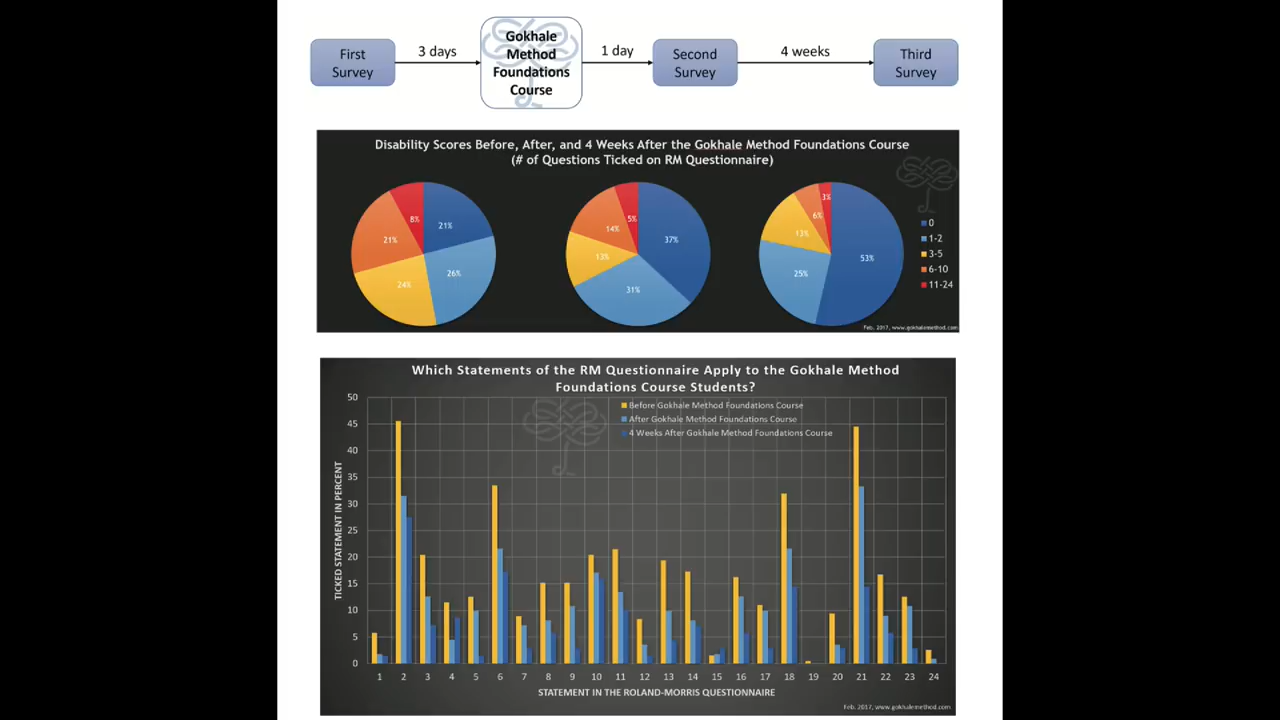 First
Survey
3 days
Gokhale
Method
Foundations
Course
1 day
Second
Survey
4 weeks
Third
Survey
Disability Scores Before, After, and 4 Weeks After the Gokhale Method Foundations Course
(# of Questions Ticked on RM Questionnaire)
21%
26%
24%
21%
8%
37%
31%
13%
14%
5%
53%
25%
13%
6%
3%
0
1-2
3-5
6-10
11-24
Feb. 2017, www.gokhalemethod.com
Which Statements of the RM Questionnaire Apply to the Gokhale Method
Foundations Course Students?
Before Gokhale Method Foundations Course
After Gokhale Method Foundations Course
4 Weeks After Gokhale Method Foundations Course
TICKED STATEMENT IN PERCENT
50
45
40
35
30
25
20
15
10
5
0
1 2 3 4 5 6 7 8 9 10 11 12 13 14 15 16 17 18 19 20 21 22 23 24
STATEMENT IN THE ROLAND-MORRIS QUESTIONNAIRE
Feb. 2017, www.gokhalemethod.com